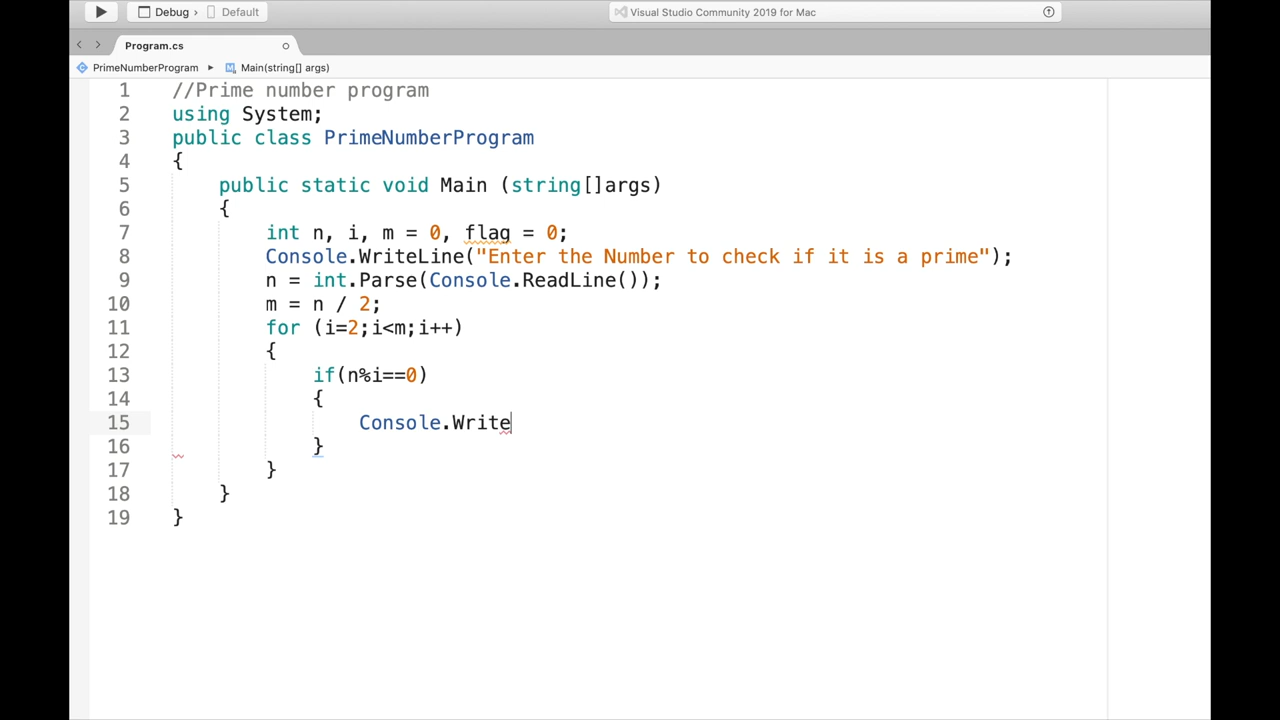 Debug › Default
Visual Studio Community 2019 for Mac
Program.cs
PrimeNumberProgram ▸ Main(string[] args)
1 //Prime number program
2 using System;
3 public class PrimeNumberProgram
4 {
5 public static void Main (string[]args)
6 {
7 int n, i, m = 0, flag = 0;
8 Console.WriteLine("Enter the Number to check if it is a prime");
9 n = int.Parse(Console.ReadLine());
10 m = n / 2;
11 for (i=2;i<m;i++)
12 {
13 if(n%i==0)
14 {
15 Console.Write
16 }
17 }
18 }
19 }